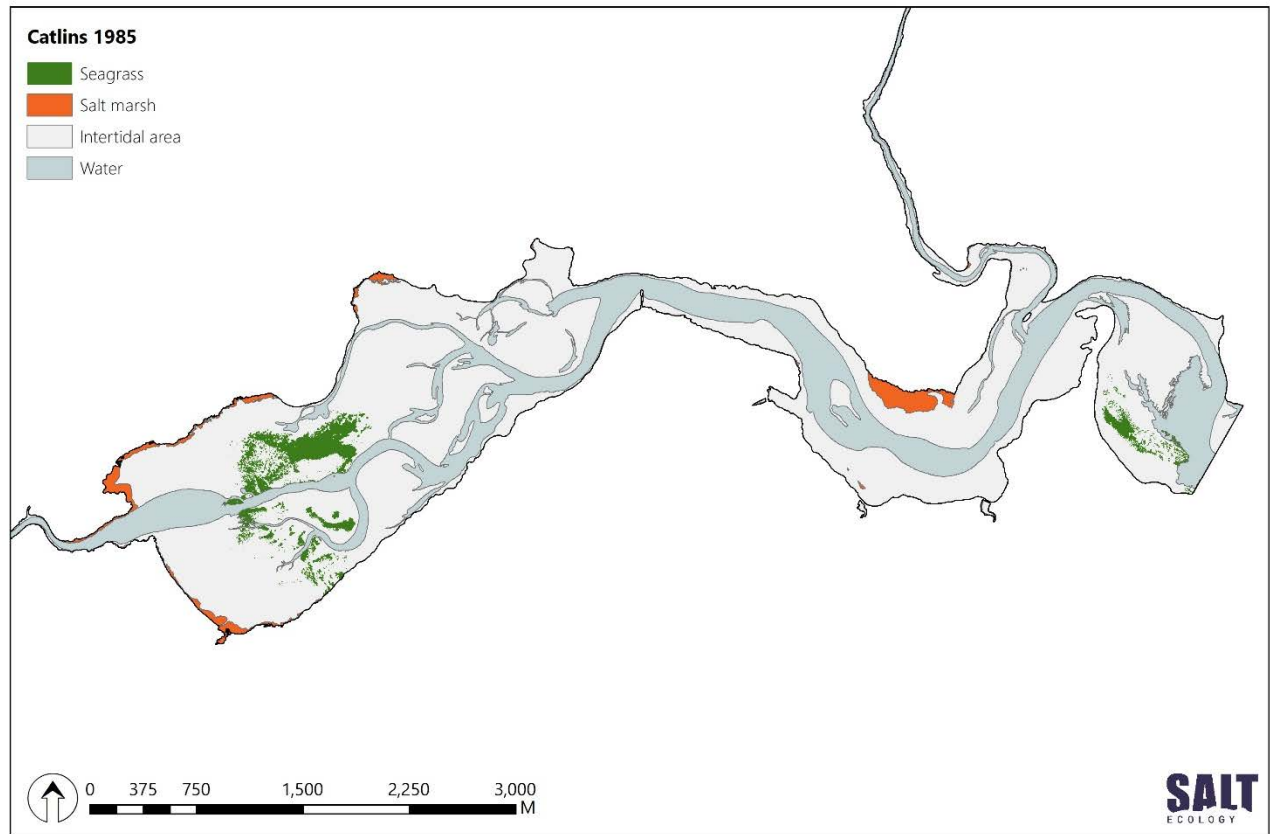 Catlins 1985
Seagrass
Salt marsh
Intertidal area
Water
0 375 750 1,500 2,250 3,000
M
SALT
ECOLOGY